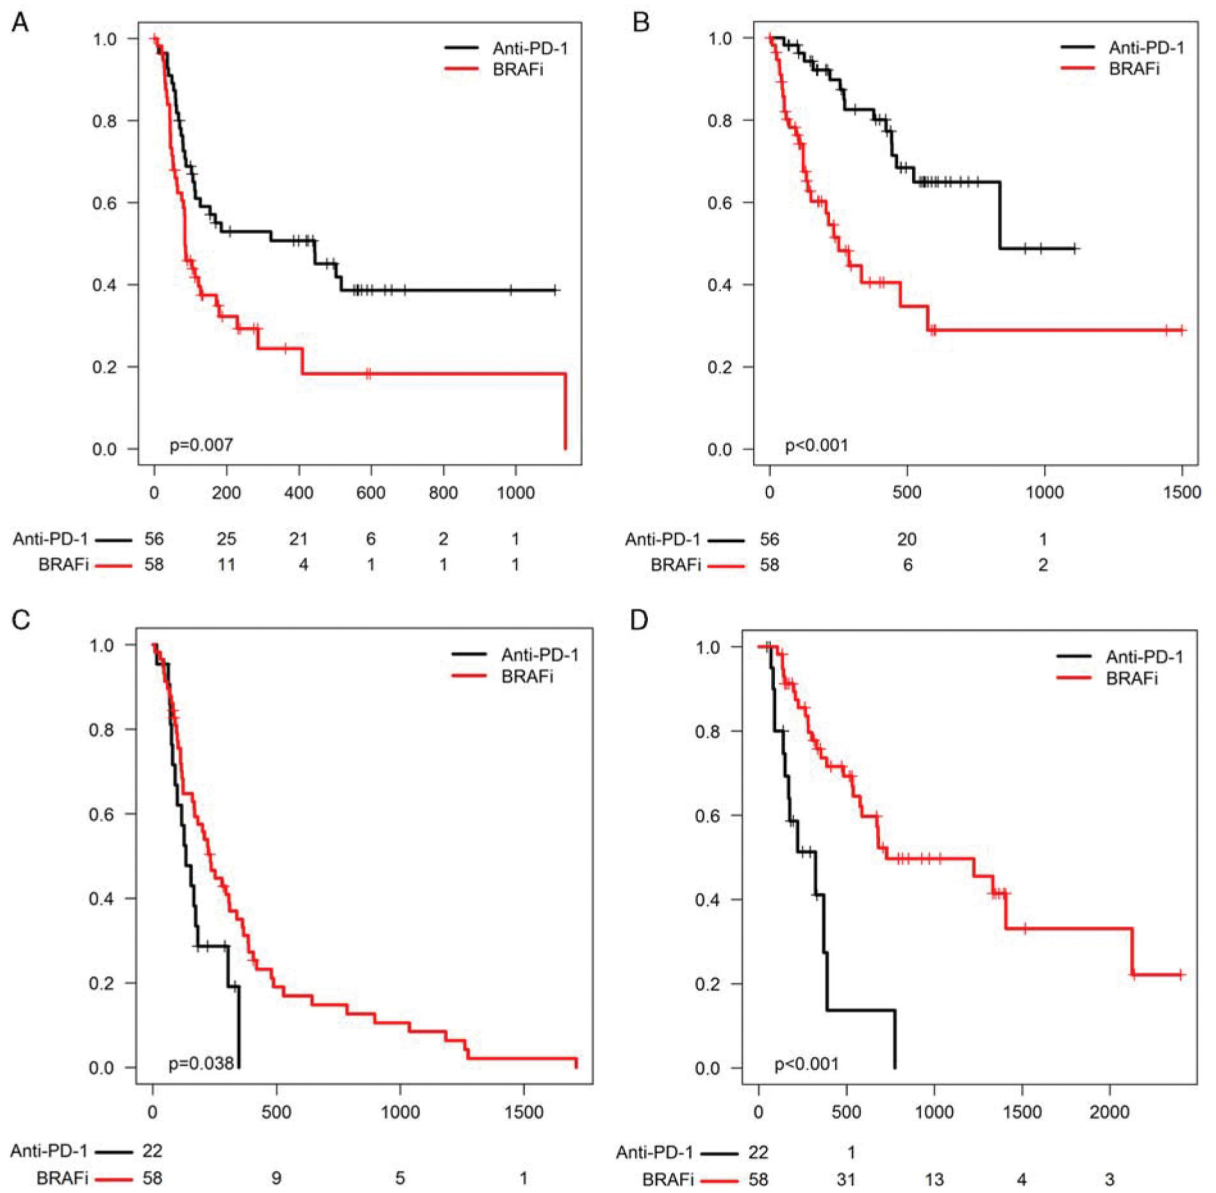 A
1.0
0.8
0.6
0.4
0.2
0.0
Anti-PD-1
BRAFi
p=0.007
0 200 400 600 800 1000
Anti-PD-1 56 25 21 6 2 1
BRAFi 58 11 4 1 1 1
B
1.0
0.8
0.6
0.4
0.2
0.0
Anti-PD-1
BRAFi
p<0.001
0 500 1000 1500
Anti-PD-1 56 20 1
BRAFi 58 6 2
C
1.0
0.8
0.6
0.4
0.2
0.0
Anti-PD-1
BRAFi
p=0.038
0 500 1000 1500
Anti-PD-1 22
BRAFi 58 9 5 1
D
1.0
0.8
0.6
0.4
0.2
0.0
Anti-PD-1
BRAFi
p<0.001
0 500 1000 1500 2000
Anti-PD-1 22 1
BRAFi 58 31 13 4 3